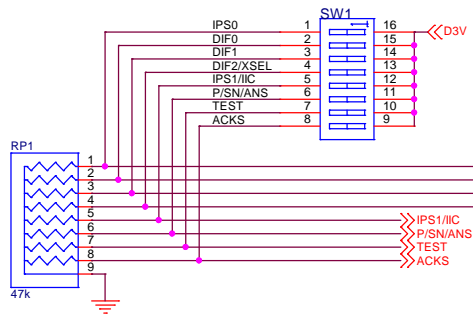 SW1
IPS0 1 16 D3V
DIF0 2 15
DIF1 3 14
DIF2/XSEL 4 13
IPS1/IIC 5 12
P/SN/ANS 6 11
TEST 7 10
ACKS 8 9
RP1
1
2
3
4
5 IPS1/IIC
6 P/SN/ANS
7 TEST
8 ACKS
9
47k